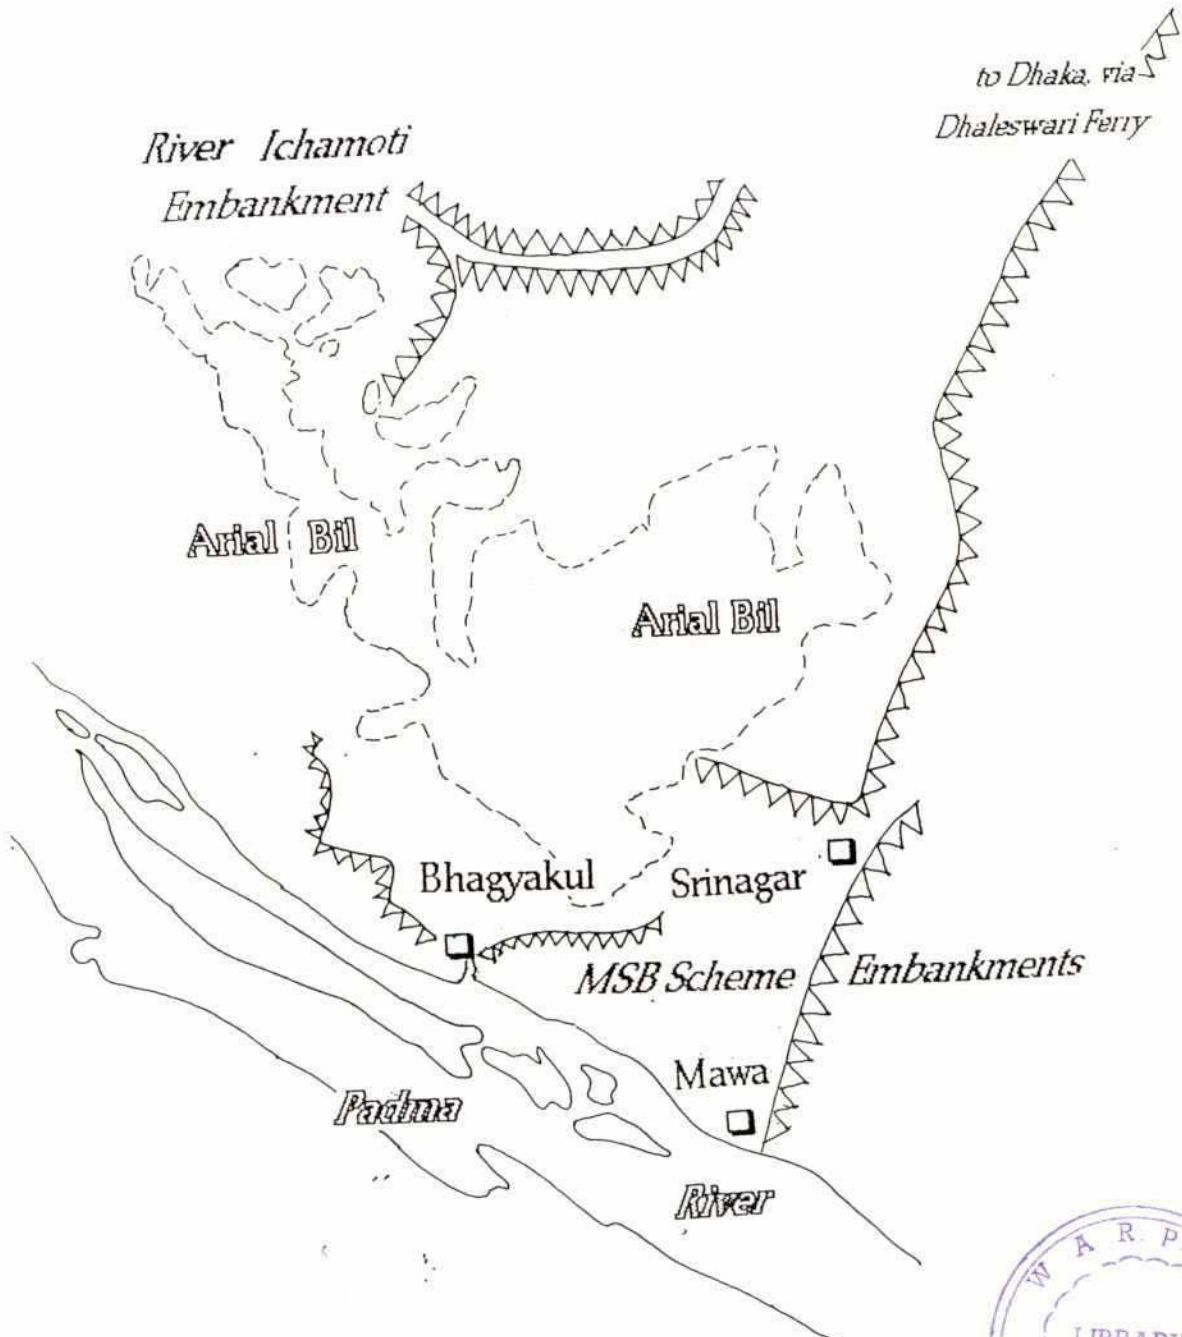 to Dhaka, via
Dhaleswari Ferry
River Ichamoti
Embankment
Arial Bil
Arial Bil
Bhagyakul
Srinagar
MSB Scheme Embankments
Mawa
Padma
River
W A R P
LIBRARY